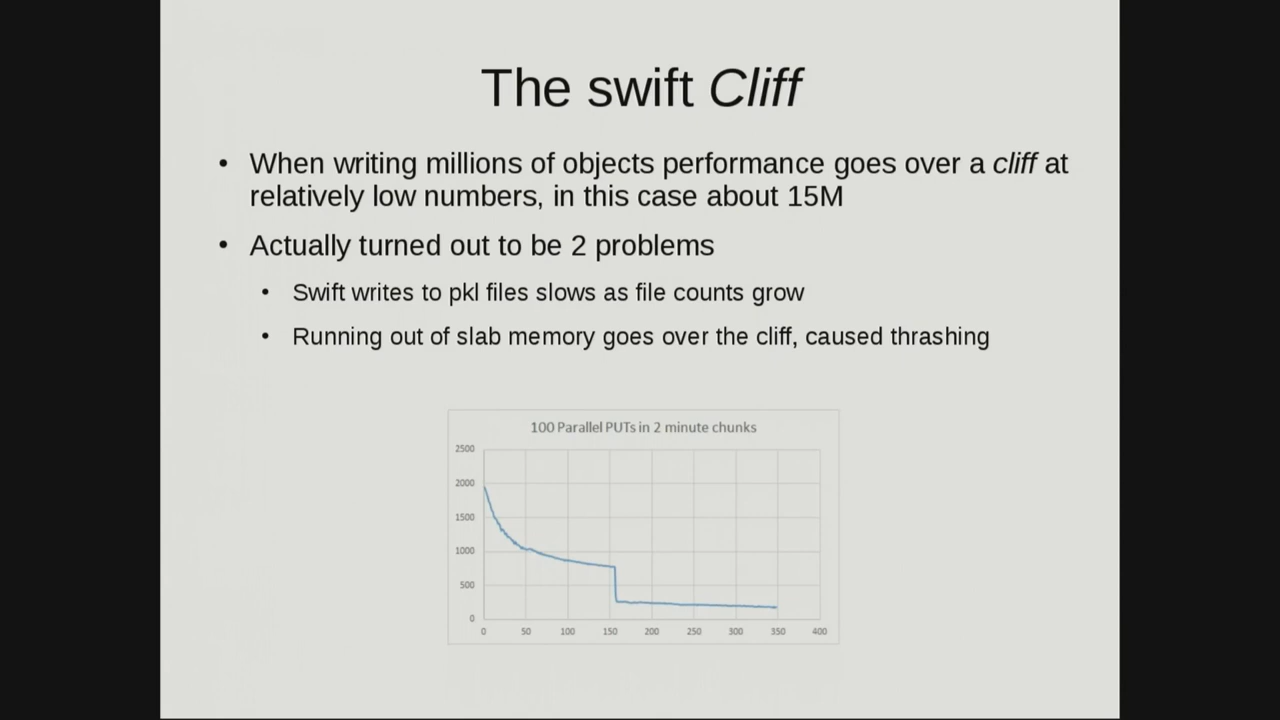 The swift Cliff
• When writing millions of objects performance goes over a cliff at
relatively low numbers, in this case about 15M
• Actually turned out to be 2 problems
• Swift writes to pkl files slows as file counts grow
• Running out of slab memory goes over the cliff, caused thrashing
100 Parallel PUTs in 2 minute chunks
2500
2000
1500
1000
500
0
0 50 100 150 200 250 300 350 400